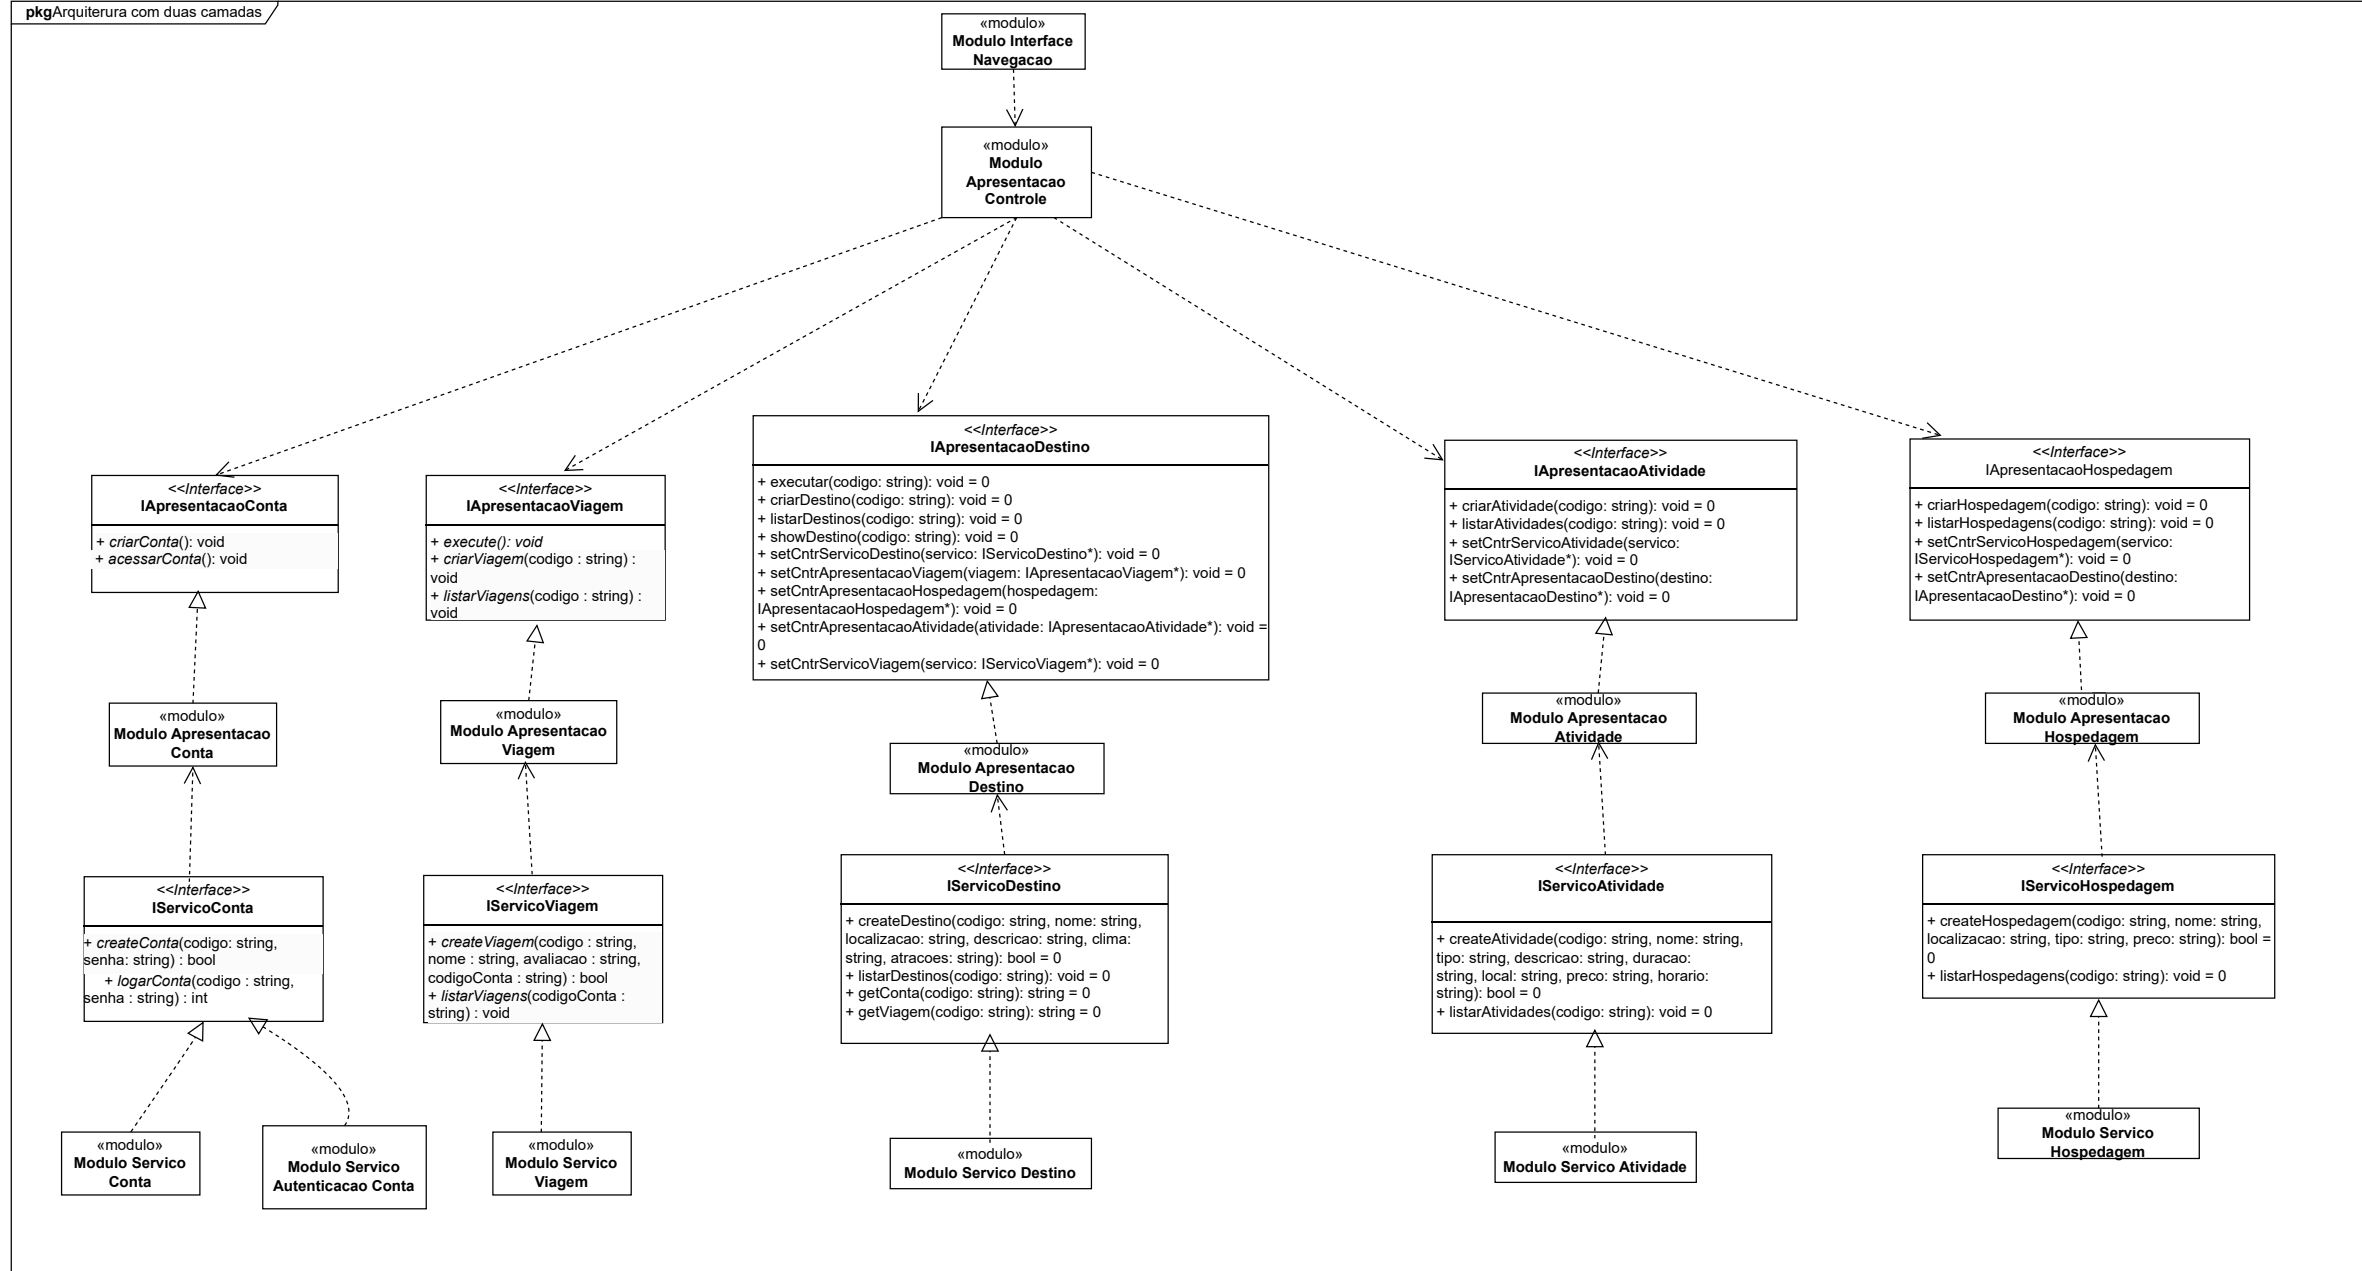 pkgArquiterura com duas camadas
«modulo»
Modulo Interface
Navegacao
«modulo»
Modulo
Apresentacao
Controle
<<Interface>>
IApresentacaoConta
+ criarConta(): void
+ acessarConta(): void
<<Interface>>
IApresentacaoViagem
+ execute(): void
+ criarViagem(codigo : string) :
void
+ listarViagens(codigo : string) :
void
<<Interface>>
IApresentacaoDestino
+ executar(codigo: string): void = 0
+ criarDestino(codigo: string): void = 0
+ listarDestinos(codigo: string): void = 0
+ showDestino(codigo: string): void = 0
+ setCntrServicoDestino(servico: IServicoDestino*): void = 0
+ setCntrApresentacaoViagem(viagem: IApresentacaoViagem*): void = 0
+ setCntrApresentacaoHospedagem(hospedagem:
IApresentacaoHospedagem*): void = 0
+ setCntrApresentacaoAtividade(atividade: IApresentacaoAtividade*): void =
0
+ setCntrServicoViagem(servico: IServicoViagem*): void = 0
<<Interface>>
IApresentacaoAtividade
+ criarAtividade(codigo: string): void = 0
+ listarAtividades(codigo: string): void = 0
+ setCntrServicoAtividade(servico:
IServicoAtividade*): void = 0
+ setCntrApresentacaoDestino(destino:
IApresentacaoDestino*): void = 0
<<Interface>>
IApresentacaoHospedagem
+ criarHospedagem(codigo: string): void = 0
+ listarHospedagens(codigo: string): void = 0
+ setCntrServicoHospedagem(servico:
IServicoHospedagem*): void = 0
+ setCntrApresentacaoDestino(destino:
IApresentacaoDestino*): void = 0
«modulo»
Modulo Apresentacao
Conta
«modulo»
Modulo Apresentacao
Viagem
«modulo»
Modulo Apresentacao
Destino
«modulo»
Modulo Apresentacao
Atividade
«modulo»
Modulo Apresentacao
Hospedagem
<<Interface>>
IServicoConta
+ createConta(codigo: string,
senha: string) : bool
+ logarConta(codigo : string,
senha : string) : int
<<Interface>>
IServicoViagem
+ createViagem(codigo : string,
nome : string, avaliacao : string,
codigoConta : string) : bool
+ listarViagens(codigoConta :
string) : void
<<Interface>>
IServicoDestino
+ createDestino(codigo: string, nome: string,
localizacao: string, descricao: string, clima:
string, atracoes: string): bool = 0
+ listarDestinos(codigo: string): void = 0
+ getConta(codigo: string): string = 0
+ getViagem(codigo: string): string = 0
<<Interface>>
IServicoAtividade
+ createAtividade(codigo: string, nome: string,
tipo: string, descricao: string, duracao:
string, local: string, preco: string, horario:
string): bool = 0
+ listarAtividades(codigo: string): void = 0
<<Interface>>
IServicoHospedagem
+ createHospedagem(codigo: string, nome: string,
localizacao: string, tipo: string, preco: string): bool =
0
+ listarHospedagens(codigo: string): void = 0
«modulo»
Modulo Servico
Conta
«modulo»
Modulo Servico
Autenticacao Conta
«modulo»
Modulo Servico
Viagem
«modulo»
Modulo Servico Destino
«modulo»
Modulo Servico Atividade
«modulo»
Modulo Servico
Hospedagem